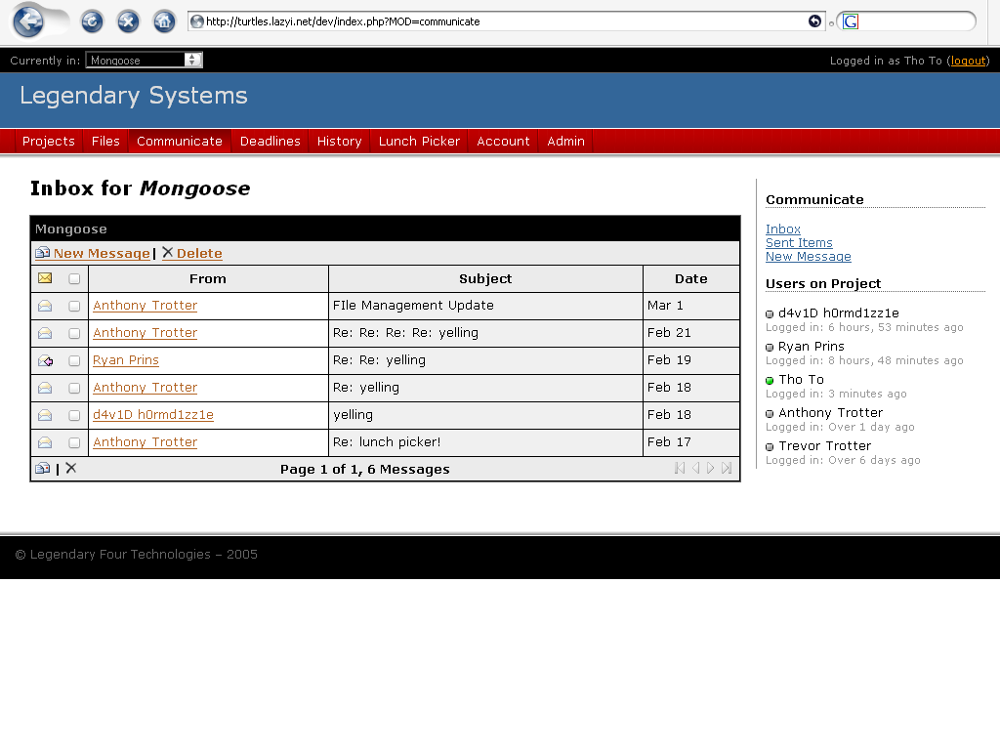 http://turtles.lazyi.net/dev/index.php?MOD=communicate G
Currently in: Mongoose Logged in as Tho To (logout)
Legendary Systems
Projects Files Communicate Deadlines History Lunch Picker Account Admin
Inbox for Mongoose
Mongoose
New Message | Delete
From Subject Date
Anthony Trotter FIle Management Update Mar 1
Anthony Trotter Re: Re: Re: Re: yelling Feb 21
Ryan Prins Re: Re: yelling Feb 19
Anthony Trotter Re: yelling Feb 18
d4v1D h0rmd1zz1e yelling Feb 18
Anthony Trotter Re: lunch picker! Feb 17
| Page 1 of 1, 6 Messages
Communicate
Inbox
Sent Items
New Message
Users on Project
d4v1D h0rmd1zz1e
Logged in: 6 hours, 53 minutes ago
Ryan Prins
Logged in: 8 hours, 48 minutes ago
Tho To
Logged in: 3 minutes ago
Anthony Trotter
Logged in: Over 1 day ago
Trevor Trotter
Logged in: Over 6 days ago
© Legendary Four Technologies – 2005